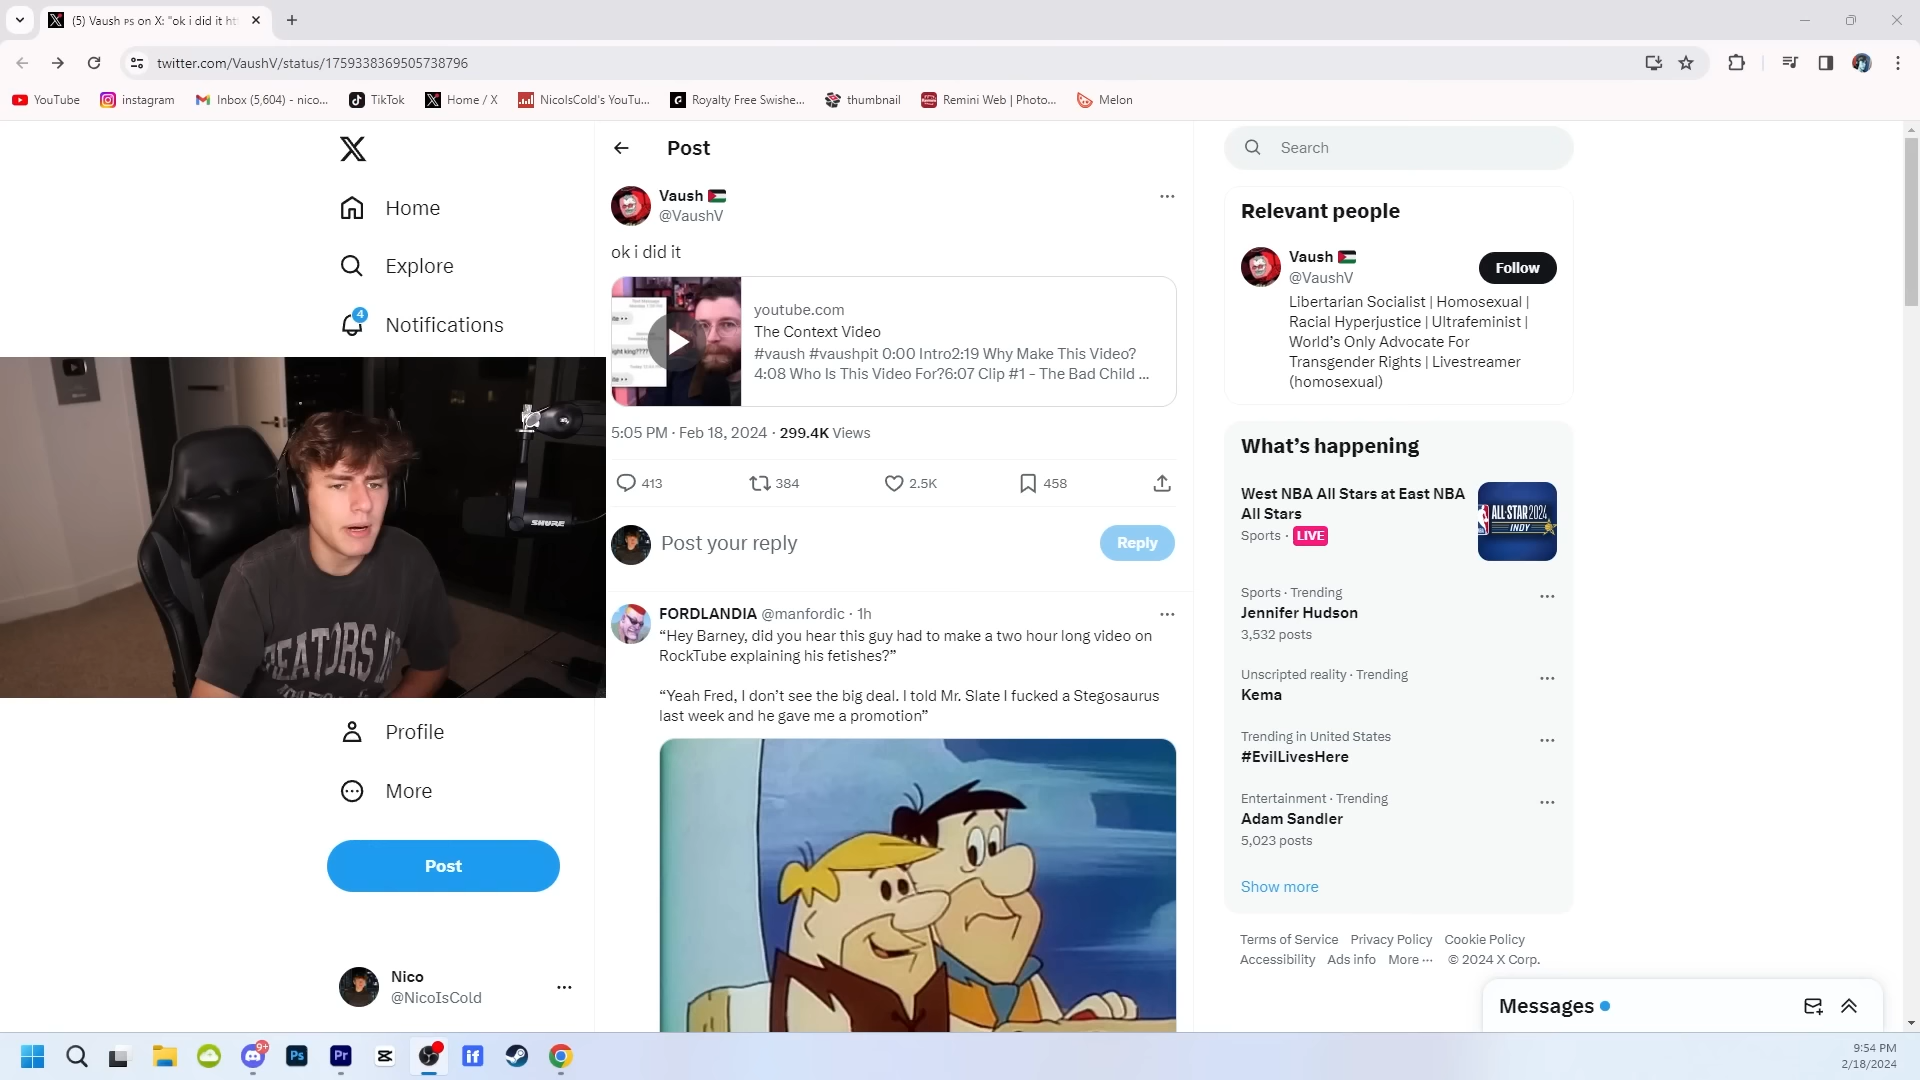 (5) Vaush PS on X: "ok i did it ht
twitter.com/VaushV/status/1759338369505738796
YouTube
instagram
Inbox (5,604) - nico...
TikTok
Home / X
NicoIsCold's YouTu...
Royalty Free Swishe...
thumbnail
Remini Web | Photo...
Melon
Home
Explore
4
Notifications
Profile
More
Post
Nico
@NicoIsCold
Post
Vaush
@VaushV
ok i did it
youtube.com
The Context Video
#vaush #vaushpit 0:00 Intro2:19 Why Make This Video?
4:08 Who Is This Video For?6:07 Clip #1 - The Bad Child ...
5:05 PM · Feb 18, 2024 · 299.4K Views
413
384
2.5K
458
Post your reply
Reply
FORDLANDIA @manfordic · 1h
“Hey Barney, did you hear this guy had to make a two hour long video on
RockTube explaining his fetishes?”
“Yeah Fred, I don’t see the big deal. I told Mr. Slate I fucked a Stegosaurus
last week and he gave me a promotion”
Search
Relevant people
Vaush
@VaushV
Follow
Libertarian Socialist | Homosexual |
Racial Hyperjustice | Ultrafeminist |
World’s Only Advocate For
Transgender Rights | Livestreamer
(homosexual)
What’s happening
West NBA All Stars at East NBA
All Stars
Sports · LIVE
ALL-STAR 2024
INDY
Sports · Trending
Jennifer Hudson
3,532 posts
Unscripted reality · Trending
Kema
Trending in United States
#EvilLivesHere
Entertainment · Trending
Adam Sandler
5,023 posts
Show more
Terms of Service Privacy Policy Cookie Policy
Accessibility Ads info More ··· © 2024 X Corp.
Messages
SHURE
9+
Ps
Pr
if
9:54 PM
2/18/2024